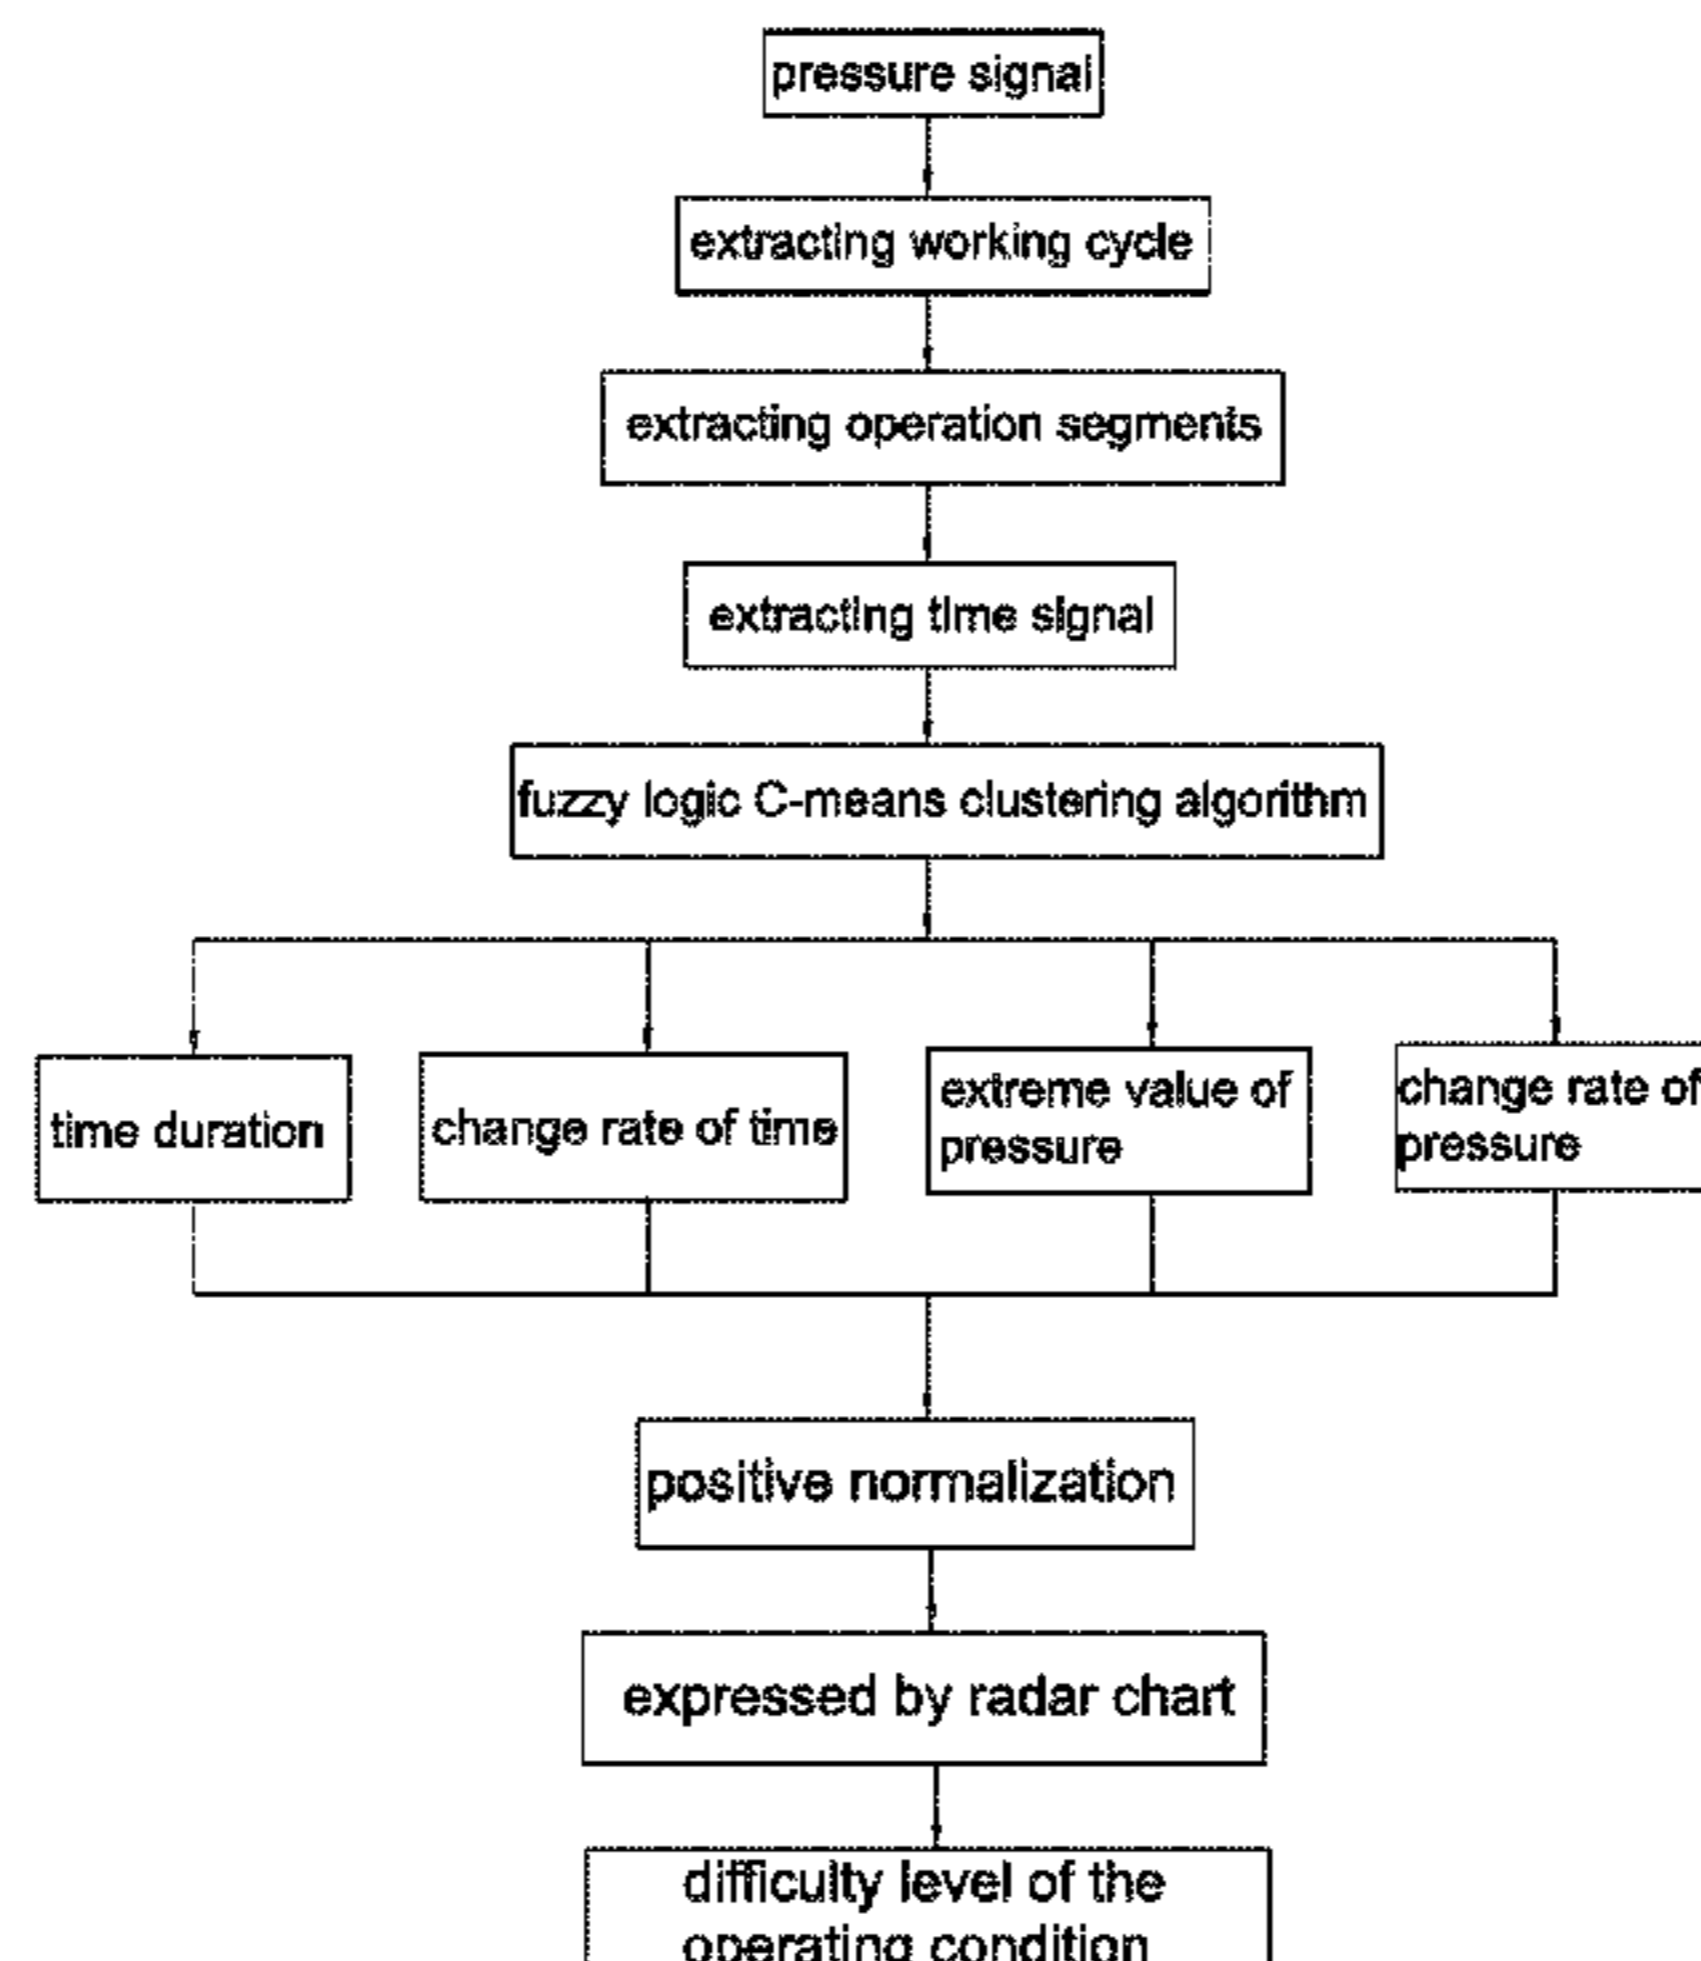 pressure signal
extracting working cycle
extracting operation segments
extracting time signal
fuzzy logic C-means clustering algorithm
time duration
change rate of time
extreme value of
pressure
change rate of
pressure
positive normalization
expressed by radar chart
difficulty level of the
operating condition